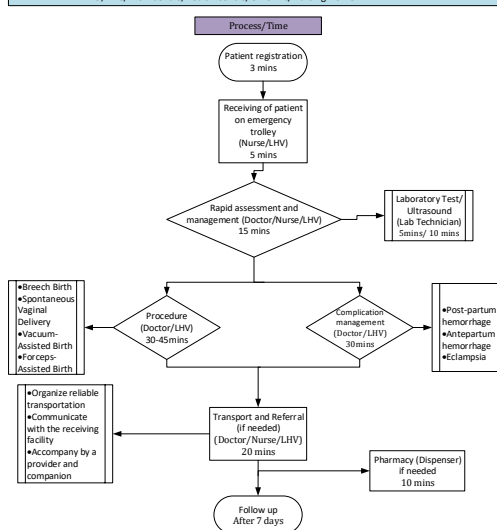 Process/Time
Patient registration
3 mins
Receiving of patient
on emergency
trolley
(Nurse/LHV)
5 mins
Rapid assessment and
management (Doctor/Nurse/LHV)
15 mins
Laboratory Test/
Ultrasound
(Lab Technician)
5mins/ 10 mins
•Breech Birth
•Spontaneous
Vaginal
Delivery
•Vacuum-
Assisted Birth
•Forceps-
Assisted Birth
Procedure
(Doctor/LHV)
30-45mins
Complication
management
(Doctor/LHV)
30mins
•Post-partum
hemorrhage
•Antepartum
hemorrhage
•Eclampsia
•Organize reliable
transportation
•Communicate
with the receiving
facility
•Accompany by a
provider and
companion
Transport and Referral
(if needed)
(Doctor/Nurse/LHV)
20 mins
Pharmacy (Dispenser)
if needed
10 mins
Follow up
After 7 days